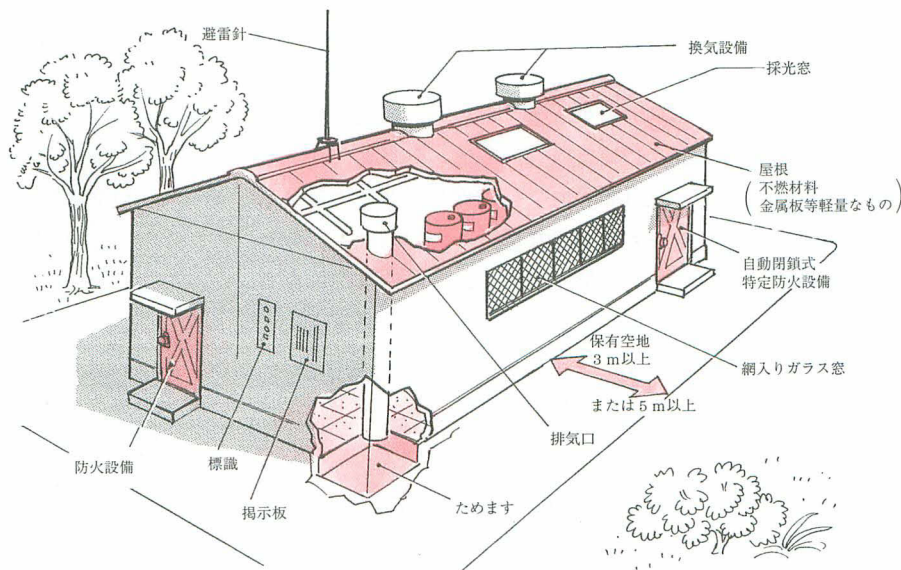 避雷針
換気設備
採光窓
屋根
不燃材料
金属板等軽量なもの
自動閉鎖式
特定防火設備
保有空地
3 m以上
または5 m以上
網入りガラス窓
排気口
ためます
防火設備
標識
掲示板